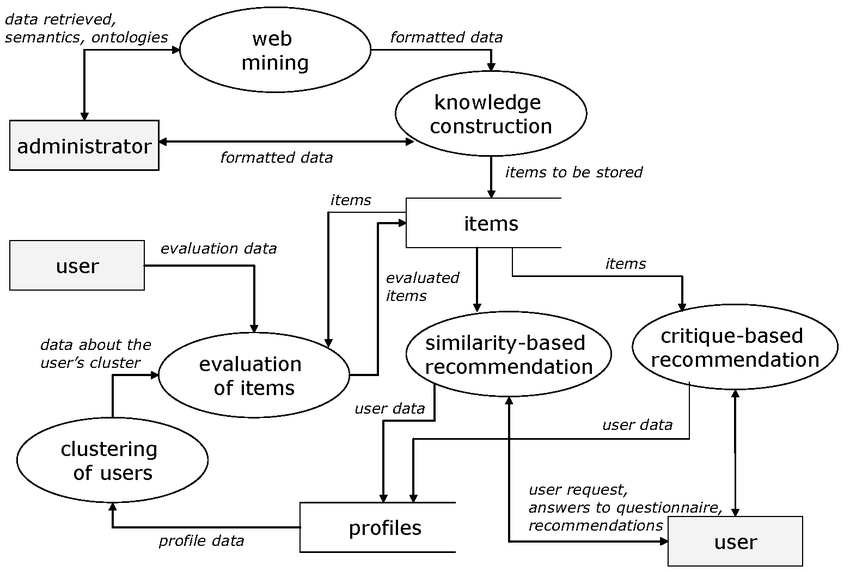 data retrieved,
semantics, ontologies
web
mining
formatted data
knowledge
construction
administrator
formatted data
items to be stored
items
items
user
evaluation data
evaluated
items
items
data about the
user's cluster
evaluation
of items
similarity-based
recommendation
critique-based
recommendation
user data
user data
clustering
of users
user request,
answers to questionnaire,
recommendations
profiles
profile data
user